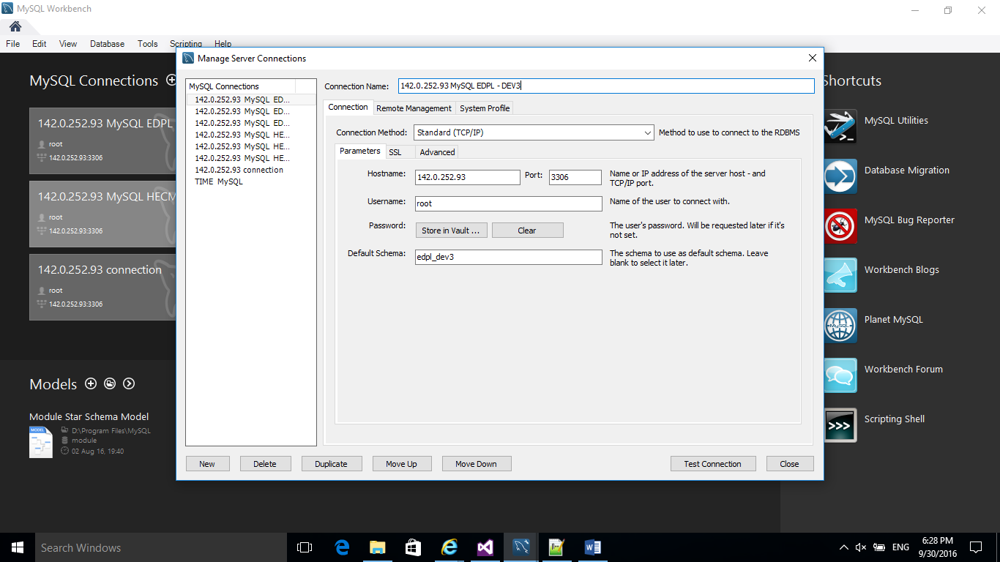 MySQL Workbench
File Edit View Database Tools Scripting Help
MySQL Connections
142.0.252.93 MySQL EDPL
root
142.0.252.93:3306
142.0.252.93 MySQL HECM
root
142.0.252.93:3306
142.0.252.93 connection
root
142.0.252.93:3306
Models
Module Star Schema Model
MODEL
D:\Program Files\MySQL
module
02 Aug 16, 19:40
Manage Server Connections
MySQL Connections
142.0.252.93 MySQL ED...
142.0.252.93 MySQL ED...
142.0.252.93 MySQL ED...
142.0.252.93 MySQL HE...
142.0.252.93 MySQL HE...
142.0.252.93 MySQL HE...
142.0.252.93 connection
TIME MySQL
Connection Name: 142.0.252.93 MySQL EDPL - DEV3
Connection Remote Management System Profile
Connection Method: Standard (TCP/IP) Method to use to connect to the RDBMS
Parameters SSL Advanced
Hostname: 142.0.252.93 Port: 3306 Name or IP address of the server host - and
TCP/IP port.
Username: root Name of the user to connect with.
Password: Store in Vault ... Clear The user's password. Will be requested later if it's
not set.
Default Schema: edpl_dev3 The schema to use as default schema. Leave
blank to select it later.
New Delete Duplicate Move Up Move Down Test Connection Close
Shortcuts
MySQL Utilities
Database Migration
MySQL Bug Reporter
Workbench Blogs
MySQL
Planet MySQL
Workbench Forum
>>>
Scripting Shell
Search Windows
ENG
6:28 PM
9/30/2016